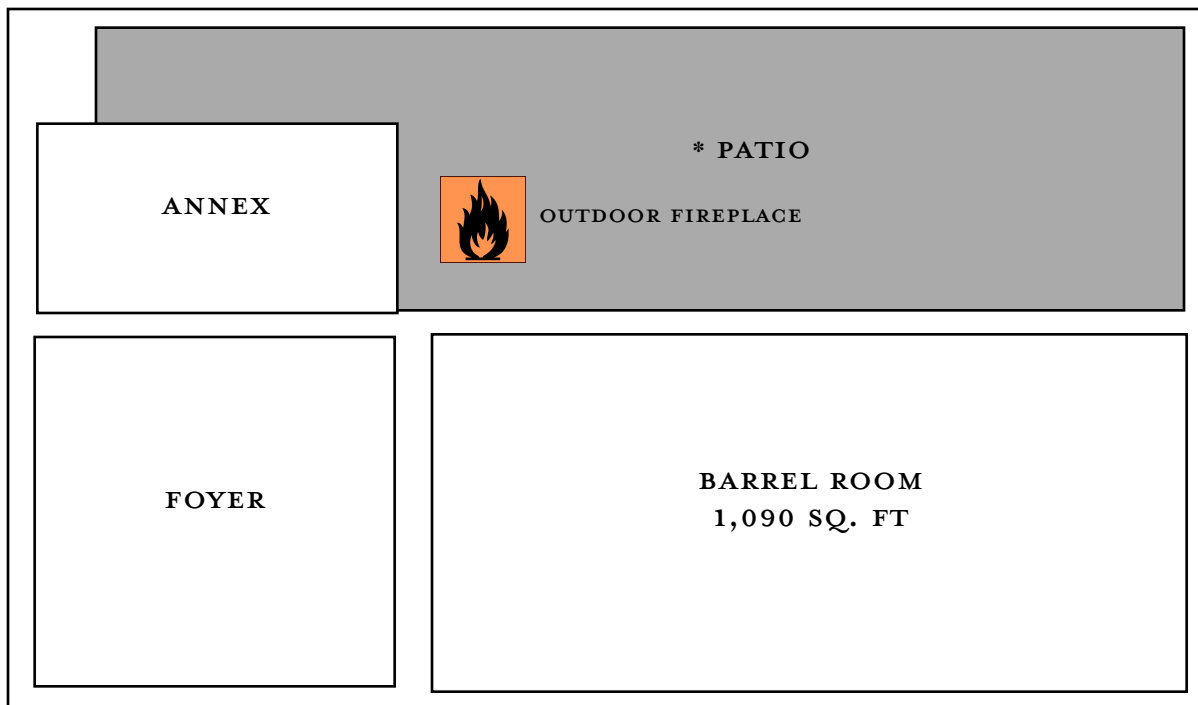 * PATIO
ANNEX
OUTDOOR FIREPLACE
BARREL ROOM
FOYER
1,090 SQ. FT